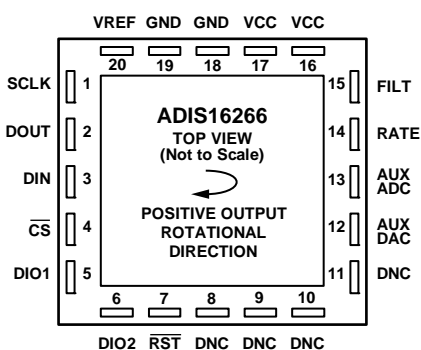 VREF GND GND VCC VCC
20 19 18 17 16
SCLK 1
DOUT 2
DIN 3
CS 4
DIO1 5
15 FILT
14 RATE
13 AUX ADC
12 AUX DAC
11 DNC
ADIS16266
TOP VIEW
(Not to Scale)
POSITIVE OUTPUT
ROTATIONAL
DIRECTION
6 7 8 9 10
DIO2 RST DNC DNC DNC